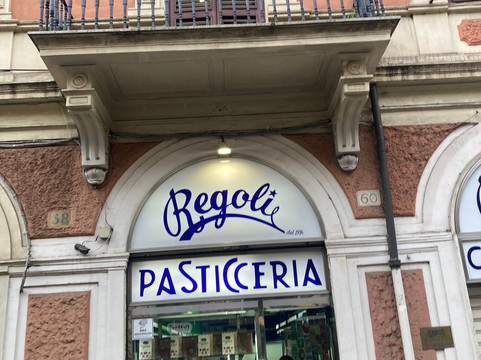 Regoli
dal 1916
PASTICCERIA
58
60
C